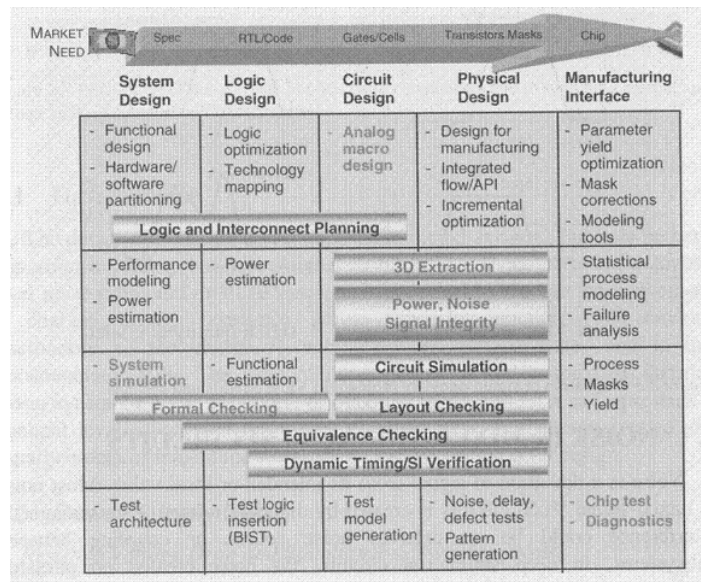 MARKET NEED
Spec
RTL/Code
Gates/Cells
Transistors Masks
Chip
System Design
Logic Design
Circuit Design
Physical Design
Manufacturing Interface
- Functional design
- Hardware/
software
partitioning
- Logic
optimization
- Technology
mapping
- Analog
macro
design
- Design for
manufacturing
- Integrated
flow/API
- Incremental
optimization
- Parameter
yield
optimization
- Mask
corrections
- Modeling
tools
Logic and Interconnect Planning
- Performance
modeling
- Power
estimation
- Power
estimation
3D Extraction
Power, Noise
Signal Integrity
- Statistical
process
modeling
- Failure
analysis
- System
simulation
- Functional
estimation
Circuit Simulation
- Process
- Masks
- Yield
Formal Checking
Layout Checking
Equivalence Checking
Dynamic Timing/SI Verification
- Test
architecture
- Test logic
insertion
(BIST)
- Test
model
generation
- Noise, delay,
defect tests
- Pattern
generation
- Chip test
- Diagnostics